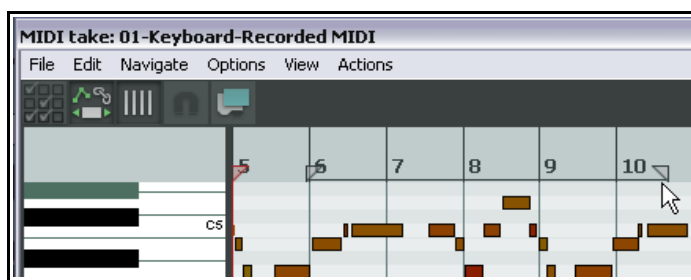 MIDI take: 01-Keyboard-Recorded MIDI
File Edit Navigate Options View Actions
5 6 7 8 9 10
C5